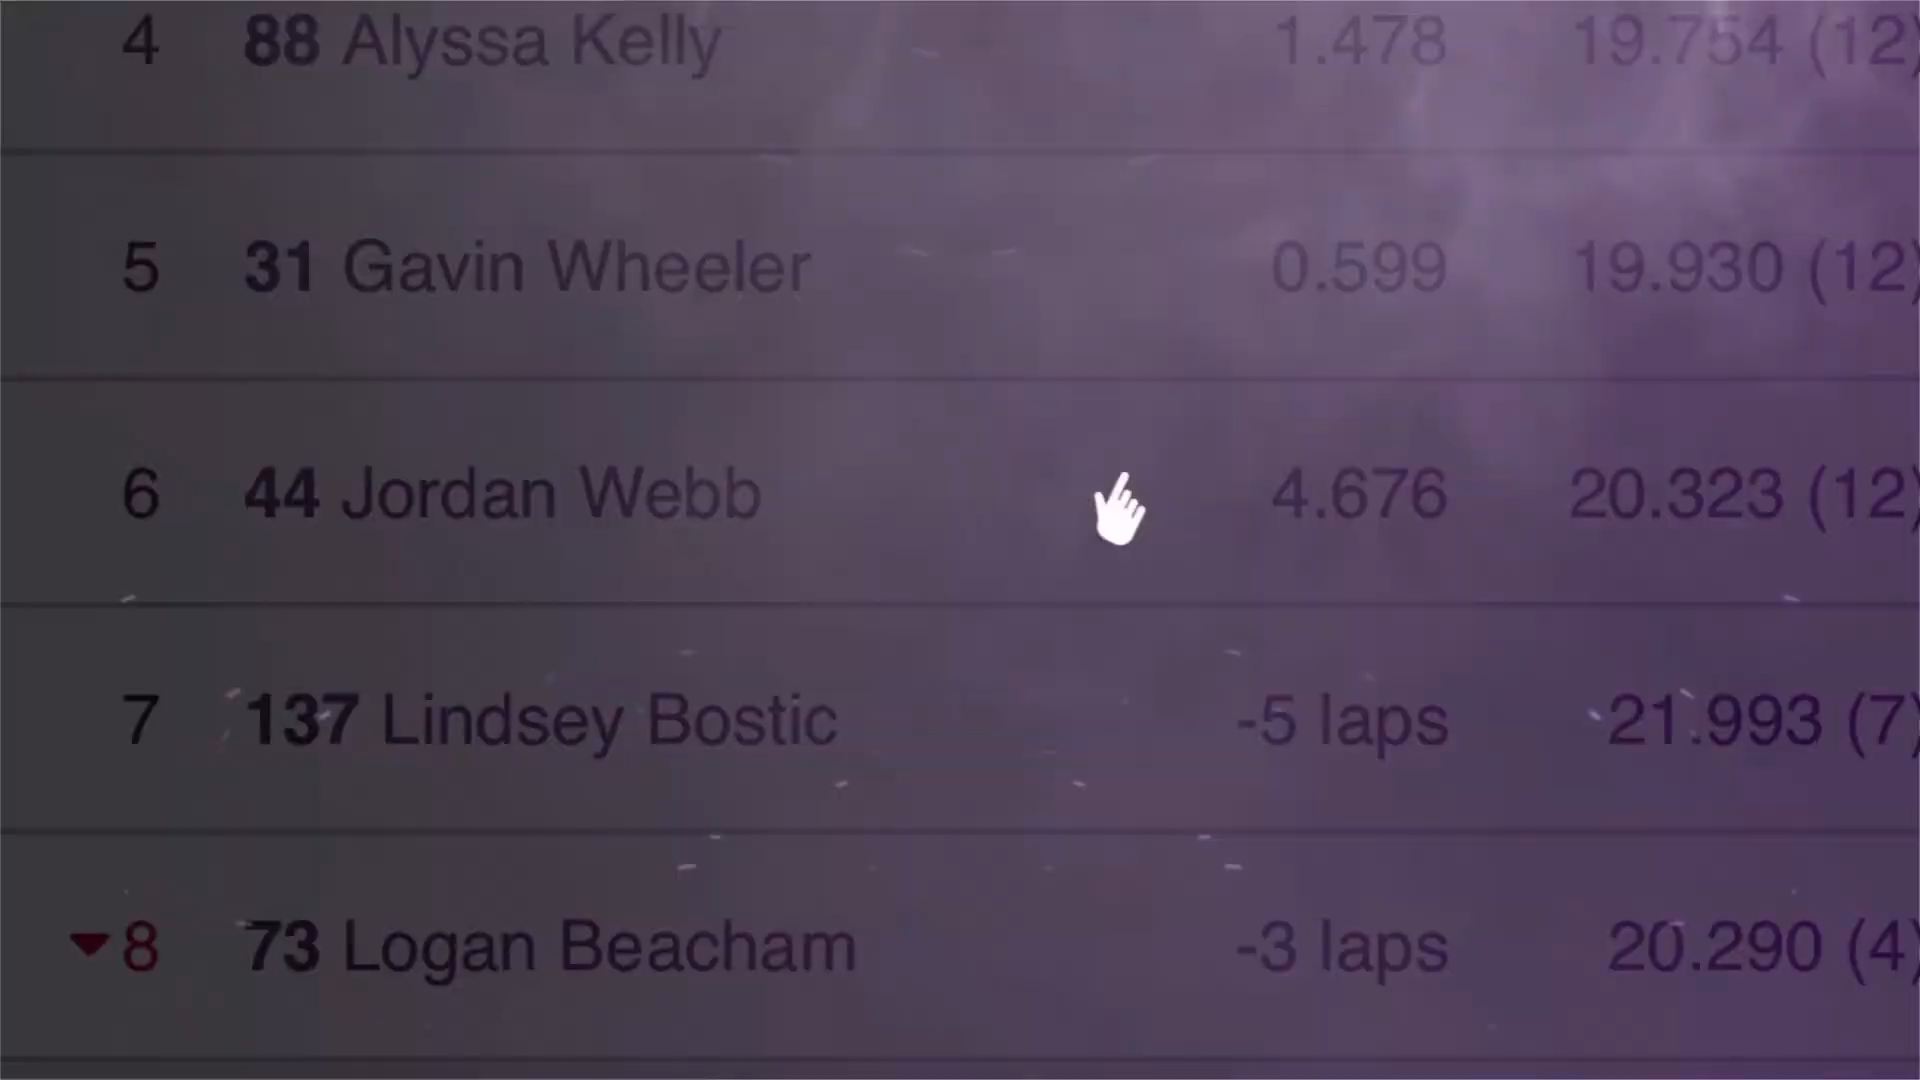 4 88 Alyssa Kelly 1.478 19.754 (12)
5 31 Gavin Wheeler 0.599 19.930 (12)
6 44 Jordan Webb 4.676 20.323 (12)
7 137 Lindsey Bostic -5 laps 21.993 (7)
8 73 Logan Beacham -3 laps 20.290 (4)